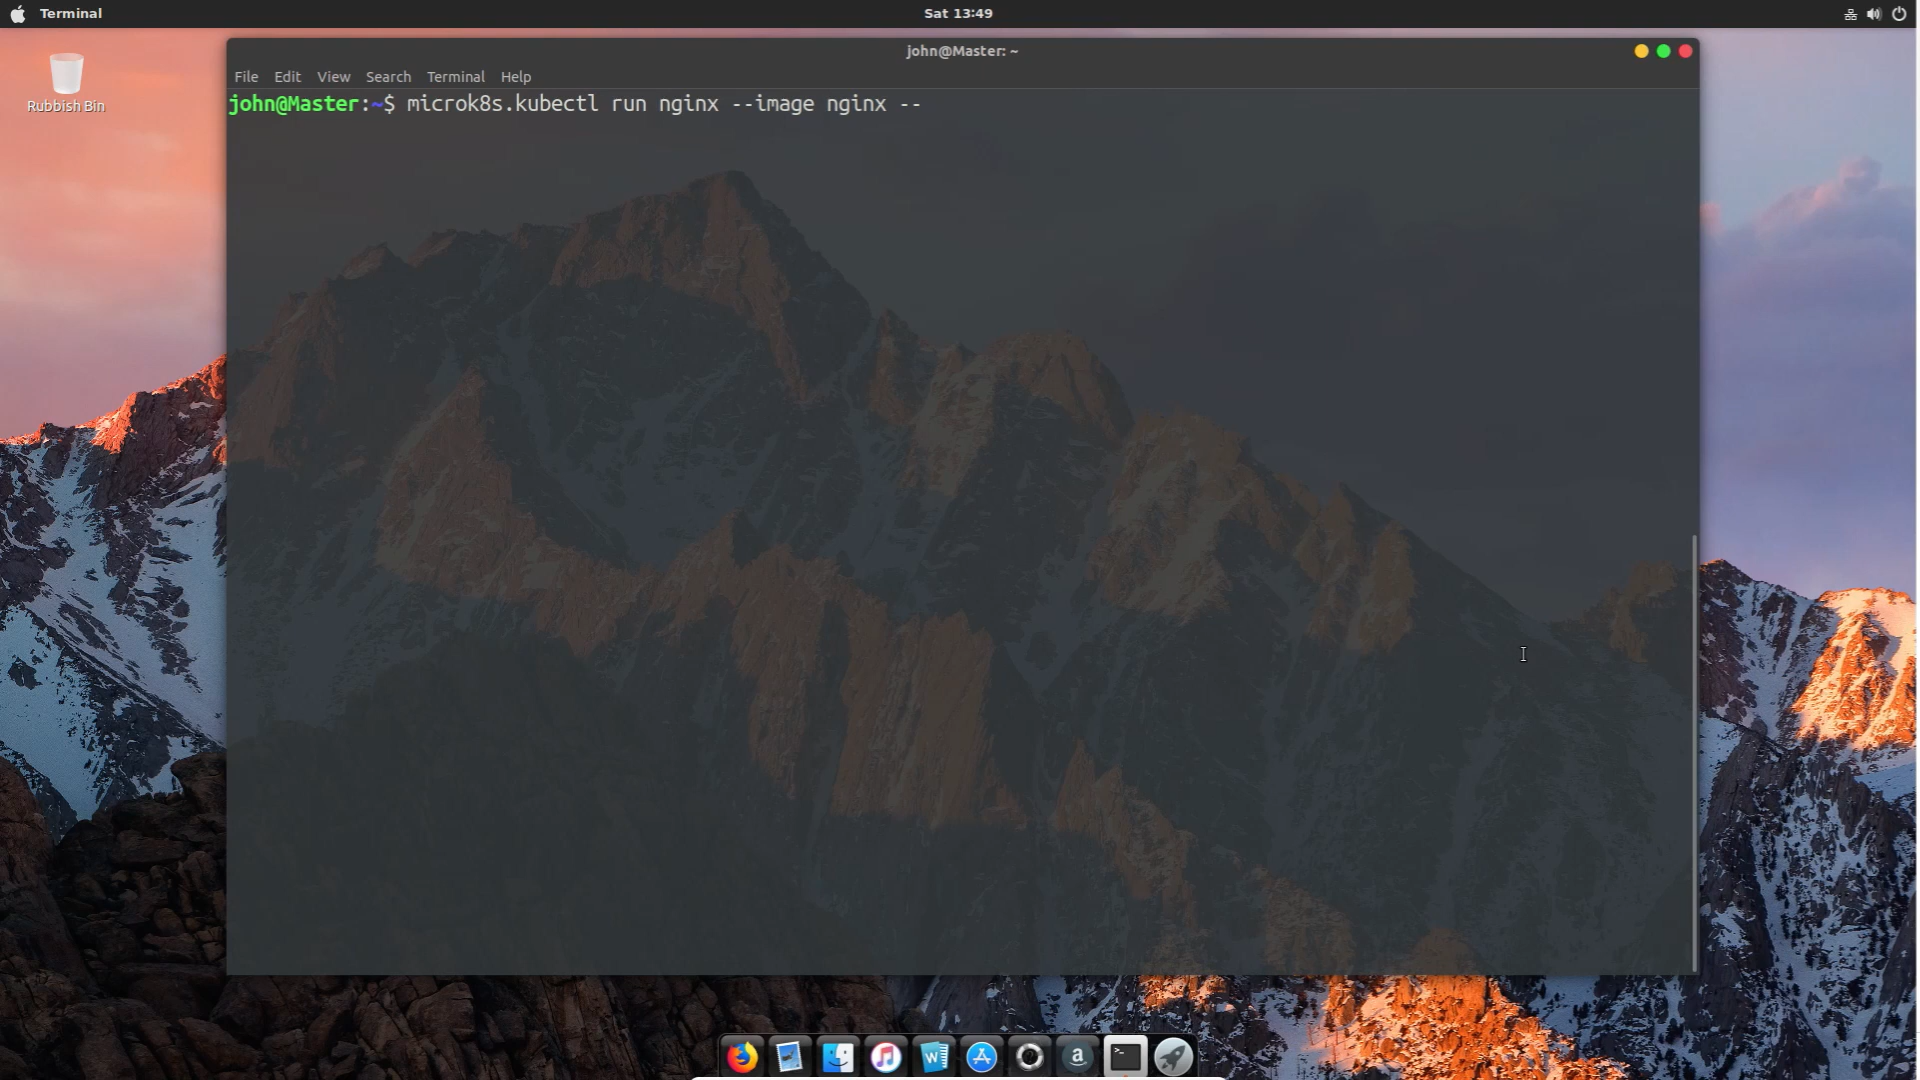 Terminal
Sat 13:49
Rubbish Bin
john@Master: ~
File Edit View Search Terminal Help
john@Master:~$ microk8s.kubectl run nginx --image nginx --